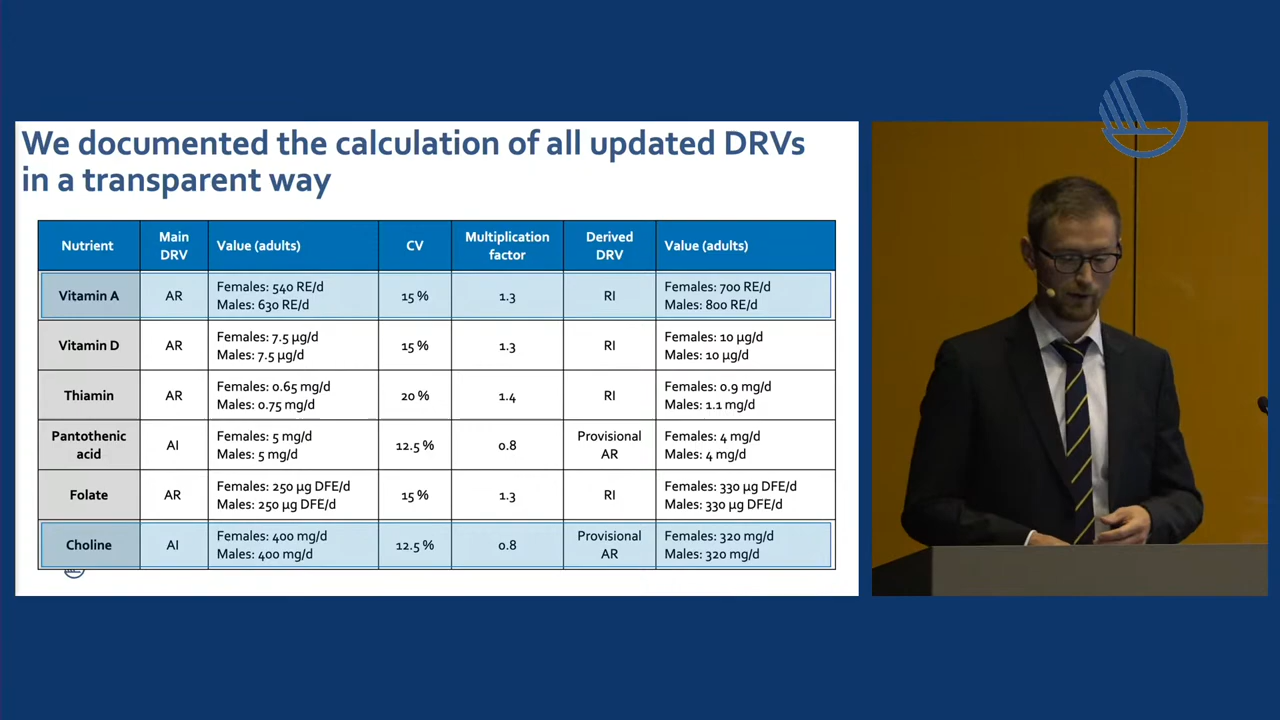 We documented the calculation of all updated DRVs
in a transparent way
Nutrient
Main
DRV
Value (adults)
CV
Multiplication
factor
Derived
DRV
Value (adults)
Vitamin A
AR
Females: 540 RE/d
Males: 630 RE/d
15 %
1.3
RI
Females: 700 RE/d
Males: 800 RE/d
Vitamin D
AR
Females: 7.5 µg/d
Males: 7.5 µg/d
15 %
1.3
RI
Females: 10 µg/d
Males: 10 µg/d
Thiamin
AR
Females: 0.65 mg/d
Males: 0.75 mg/d
20 %
1.4
RI
Females: 0.9 mg/d
Males: 1.1 mg/d
Pantothenic
acid
AI
Females: 5 mg/d
Males: 5 mg/d
12.5 %
0.8
Provisional
AR
Females: 4 mg/d
Males: 4 mg/d
Folate
AR
Females: 250 µg DFE/d
Males: 250 µg DFE/d
15 %
1.3
RI
Females: 330 µg DFE/d
Males: 330 µg DFE/d
Choline
AI
Females: 400 mg/d
Males: 400 mg/d
12.5 %
0.8
Provisional
AR
Females: 320 mg/d
Males: 320 mg/d